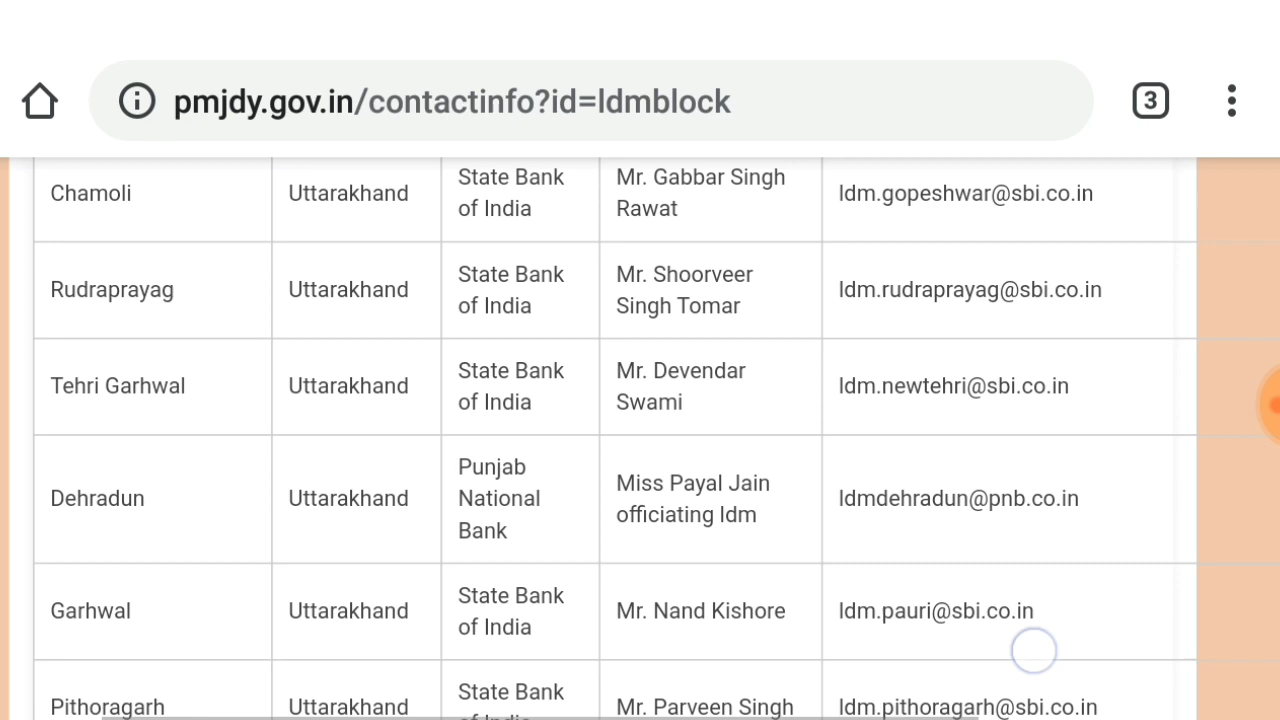 pmjdy.gov.in/contactinfo?id=ldmblock
3
Chamoli
Uttarakhand
State Bank
of India
Mr. Gabbar Singh
Rawat
ldm.gopeshwar@sbi.co.in
Rudraprayag
Uttarakhand
State Bank
of India
Mr. Shoorveer
Singh Tomar
ldm.rudraprayag@sbi.co.in
Tehri Garhwal
Uttarakhand
State Bank
of India
Mr. Devendar
Swami
ldm.newtehri@sbi.co.in
Dehradun
Uttarakhand
Punjab
National
Bank
Miss Payal Jain
officiating ldm
ldmdehradun@pnb.co.in
Garhwal
Uttarakhand
State Bank
of India
Mr. Nand Kishore
ldm.pauri@sbi.co.in
Pithoragarh
Uttarakhand
State Bank
Mr. Parveen Singh
ldm.pithoragarh@sbi.co.in